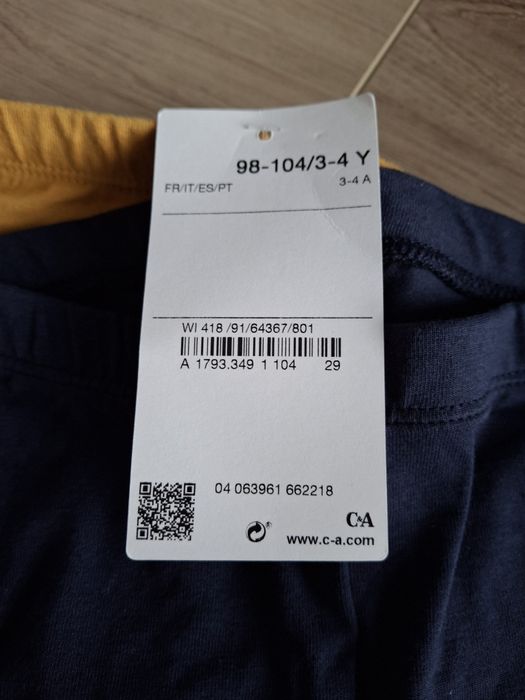 98-104/3-4 Y
FR/IT/ES/PT 3-4 A
WI 418 /91/64367/801
A 1793.349 1 104 29
04 063961 662218
C&A
www.c-a.com